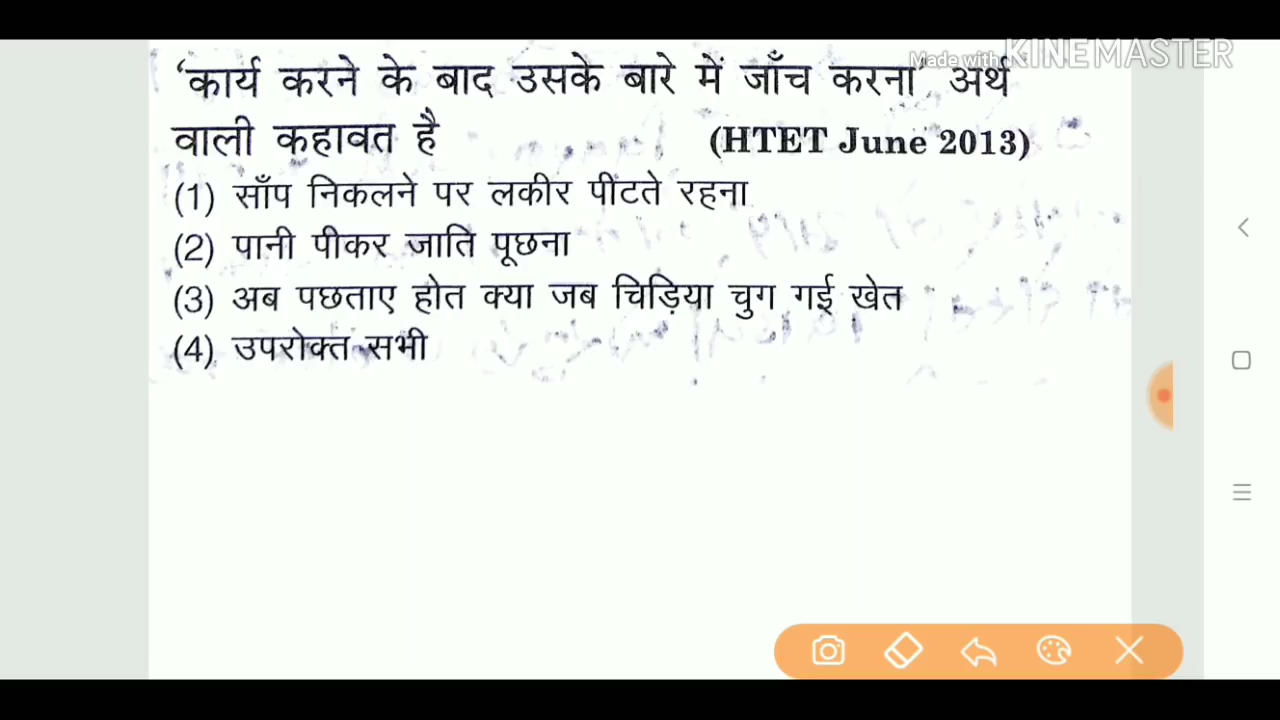 Made with KINEMASTER
‘कार्य करने के बाद उसके बारे में जाँच करना’ अर्थ
वाली कहावत है (HTET June 2013)
(1) साँप निकलने पर लकीर पीटते रहना
(2) पानी पीकर जाति पूछना
(3) अब पछताए होत क्या जब चिड़िया चुग गई खेत
(4) उपरोक्त सभी